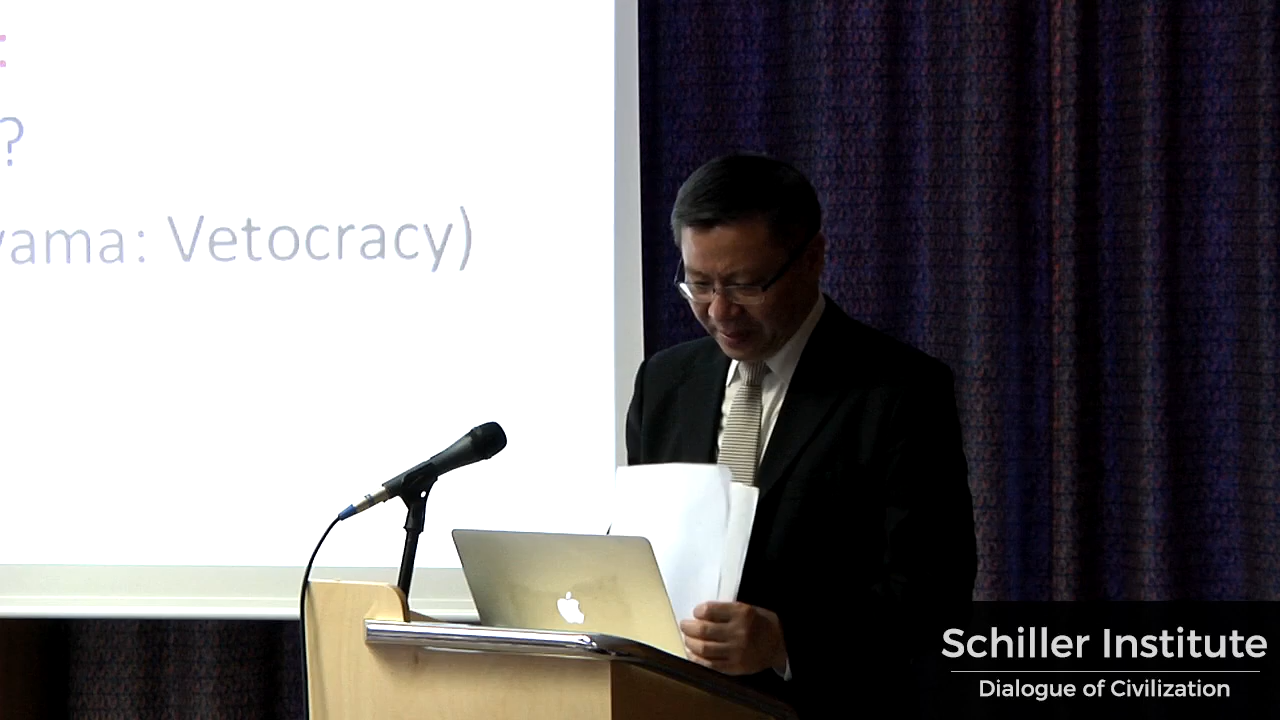 :
?
yama: Vetocracy)
Schiller Institute
Dialogue of Civilization